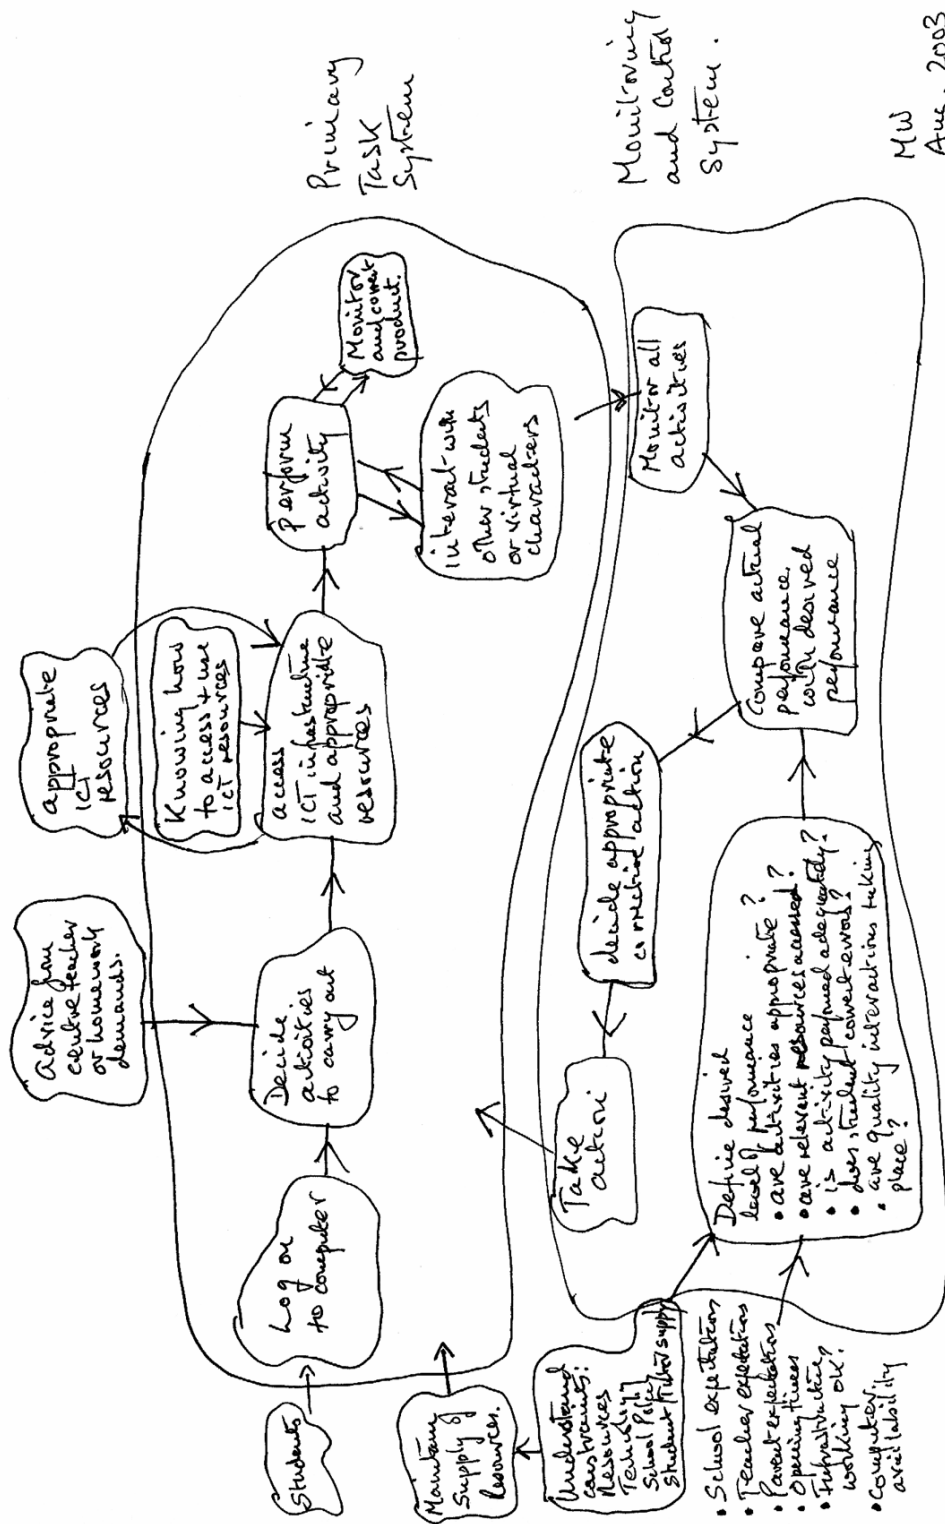 Students
Log on
to computer
Advice from
centre teacher
or homework
demands.
Decide
activities
to carry out
appropriate
ICT
resources
Knowing how
to access + use
ICT resources
access
ICT infrastructure
and appropriate
resources
Perform
activity
Monitor
and correct
product.
interact with
other students
or virtual
characters
Primary
Task
System
Maintain
Supply of
Resources.
Understand
constraints:
Resources
Technology
School Policy
Student/Tutor supply
• School expectations
• Teacher expectations
• Parent expectations
• Opening times
• Infrastructure
working OK?
• Computer
availability
Take
action
decide appropriate
corrective action
Monitor all
activities
Compare actual
performance
with desired
performance
Define desired
level of performance
• are activities appropriate?
• are relevant resources accessed?
• is activity performed adequately?
• does student correct errors?
• are quality interactions taking
place?
Monitoring
and Control
System.
MW
Aug. 2003